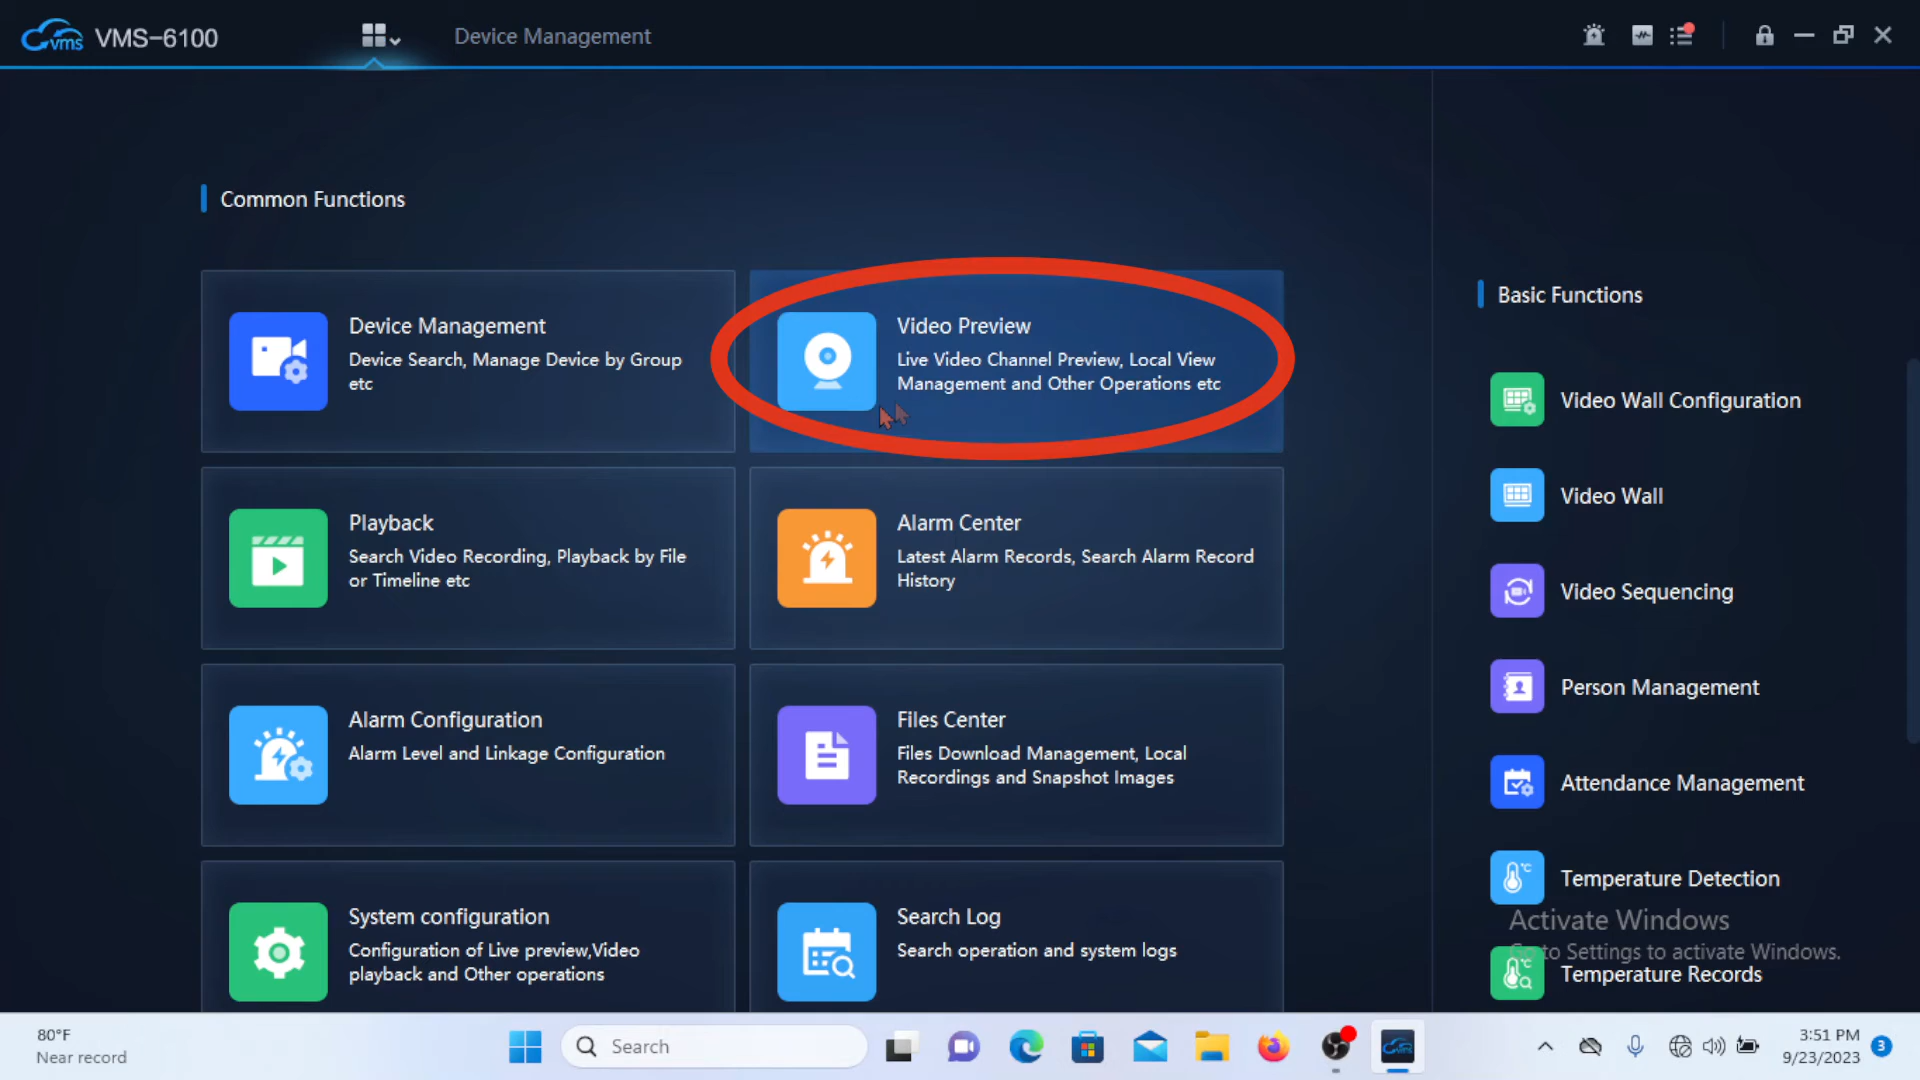 vms VMS-6100
Device Management
Common Functions
Device Management
Device Search, Manage Device by Group
etc
Video Preview
Live Video Channel Preview, Local View
Management and Other Operations etc
Playback
Search Video Recording, Playback by File
or Timeline etc
Alarm Center
Latest Alarm Records, Search Alarm Record
History
Alarm Configuration
Alarm Level and Linkage Configuration
Files Center
Files Download Management, Local
Recordings and Snapshot Images
System configuration
Configuration of Live preview,Video
playback and Other operations
Search Log
Search operation and system logs
Basic Functions
Video Wall Configuration
Video Wall
Video Sequencing
Person Management
Attendance Management
Temperature Detection
Activate Windows
Go to Settings to activate Windows.
Temperature Records
80°F
Near record
Search
3:51 PM
9/23/2023
3